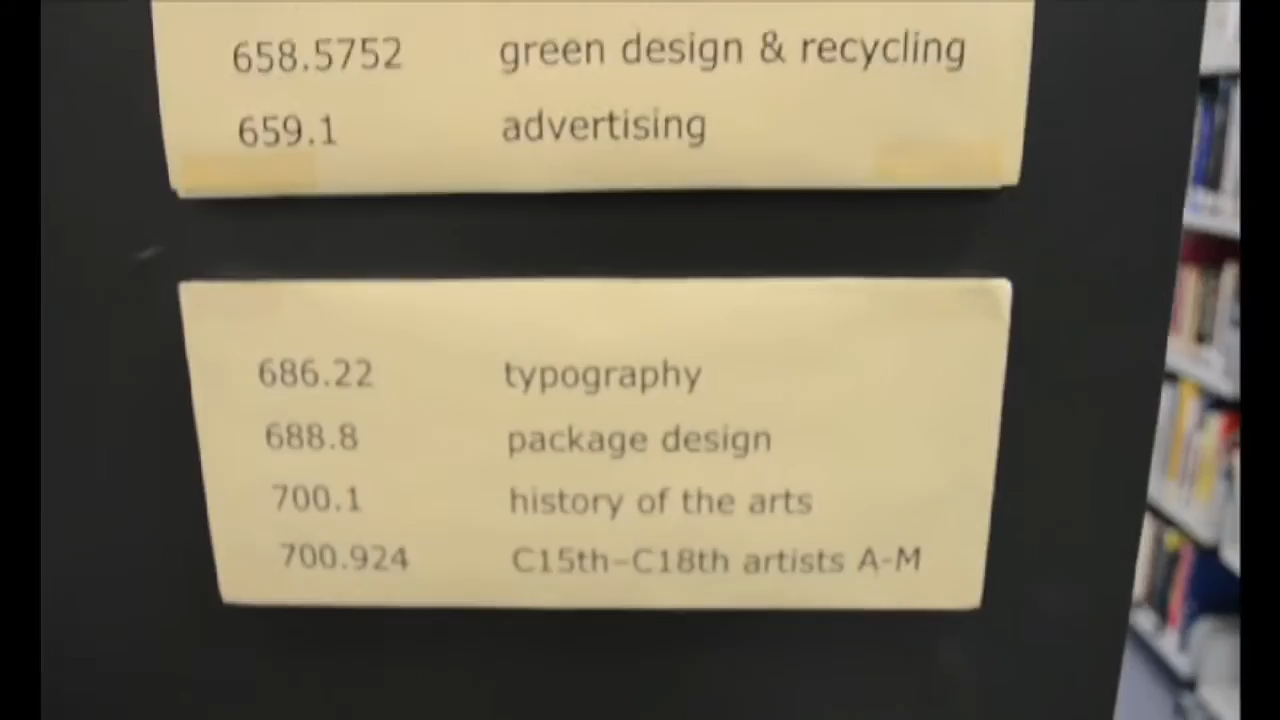 658.5752 green design & recycling
659.1 advertising
686.22 typography
688.8 package design
700.1 history of the arts
700.924 C15th-C18th artists A-M